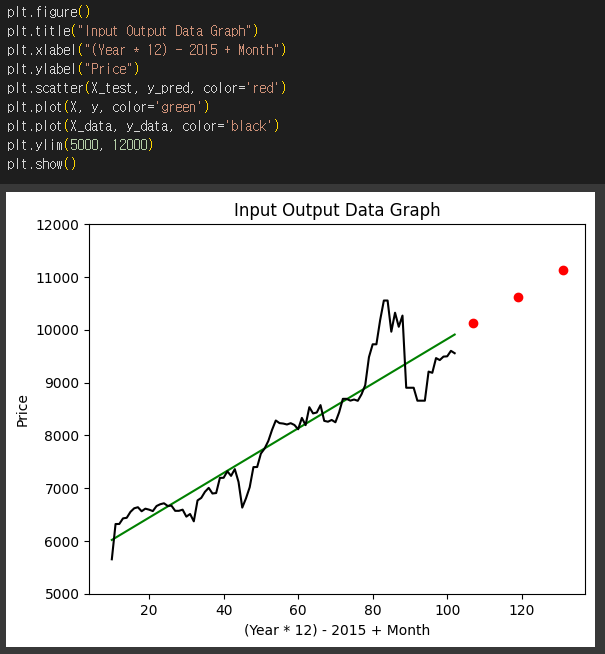 plt.figure()
plt.title("Input Output Data Graph")
plt.xlabel("(Year * 12) - 2015 + Month")
plt.ylabel("Price")
plt.scatter(X_test, y_pred, color='red')
plt.plot(X, y, color='green')
plt.plot(X_data, y_data, color='black')
plt.ylim(5000, 12000)
plt.show()
Input Output Data Graph
12000
11000
10000
9000
8000
7000
6000
5000
Price
20 40 60 80 100 120
(Year * 12) - 2015 + Month